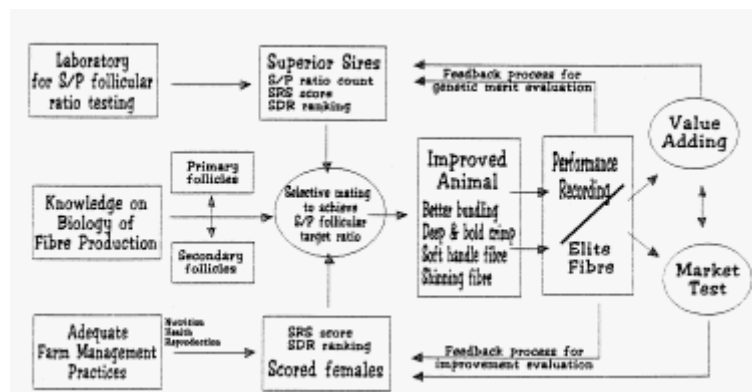 Laboratory
for S/P follicular
ratio testing
Superior Sires
S/P ratio count
SRS score
SDR ranking
Feedback process for
genetic merit evaluation
Value
Adding
Primary
follicles
Knowledge on
Biology of
Fibre Production
Secondary
follicles
Selective mating
to achieve
S/P follicular
target ratio
Improved
Animal
Better bundling
Deep & bold crimp
Soft handle fibre
Shinning fibre
Performance
Recording
Elite
Fibre
Market
Test
Adequate
Farm Management
Practices
Nutrition
Health
Reproduction
SRS score
SDR ranking
Scored females
Feedback process for
improvement evaluation